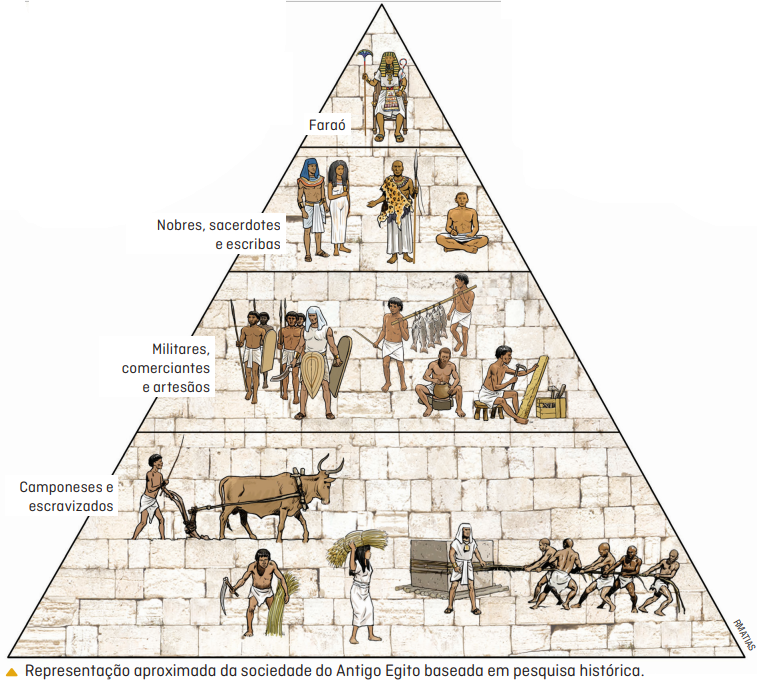 Faraó
Nobres, sacerdotes
e escribas
Militares,
comerciantes
e artesãos
Camponeses e
escravizados
RMATIAS
Representação aproximada da sociedade do Antigo Egito baseada em pesquisa histórica.